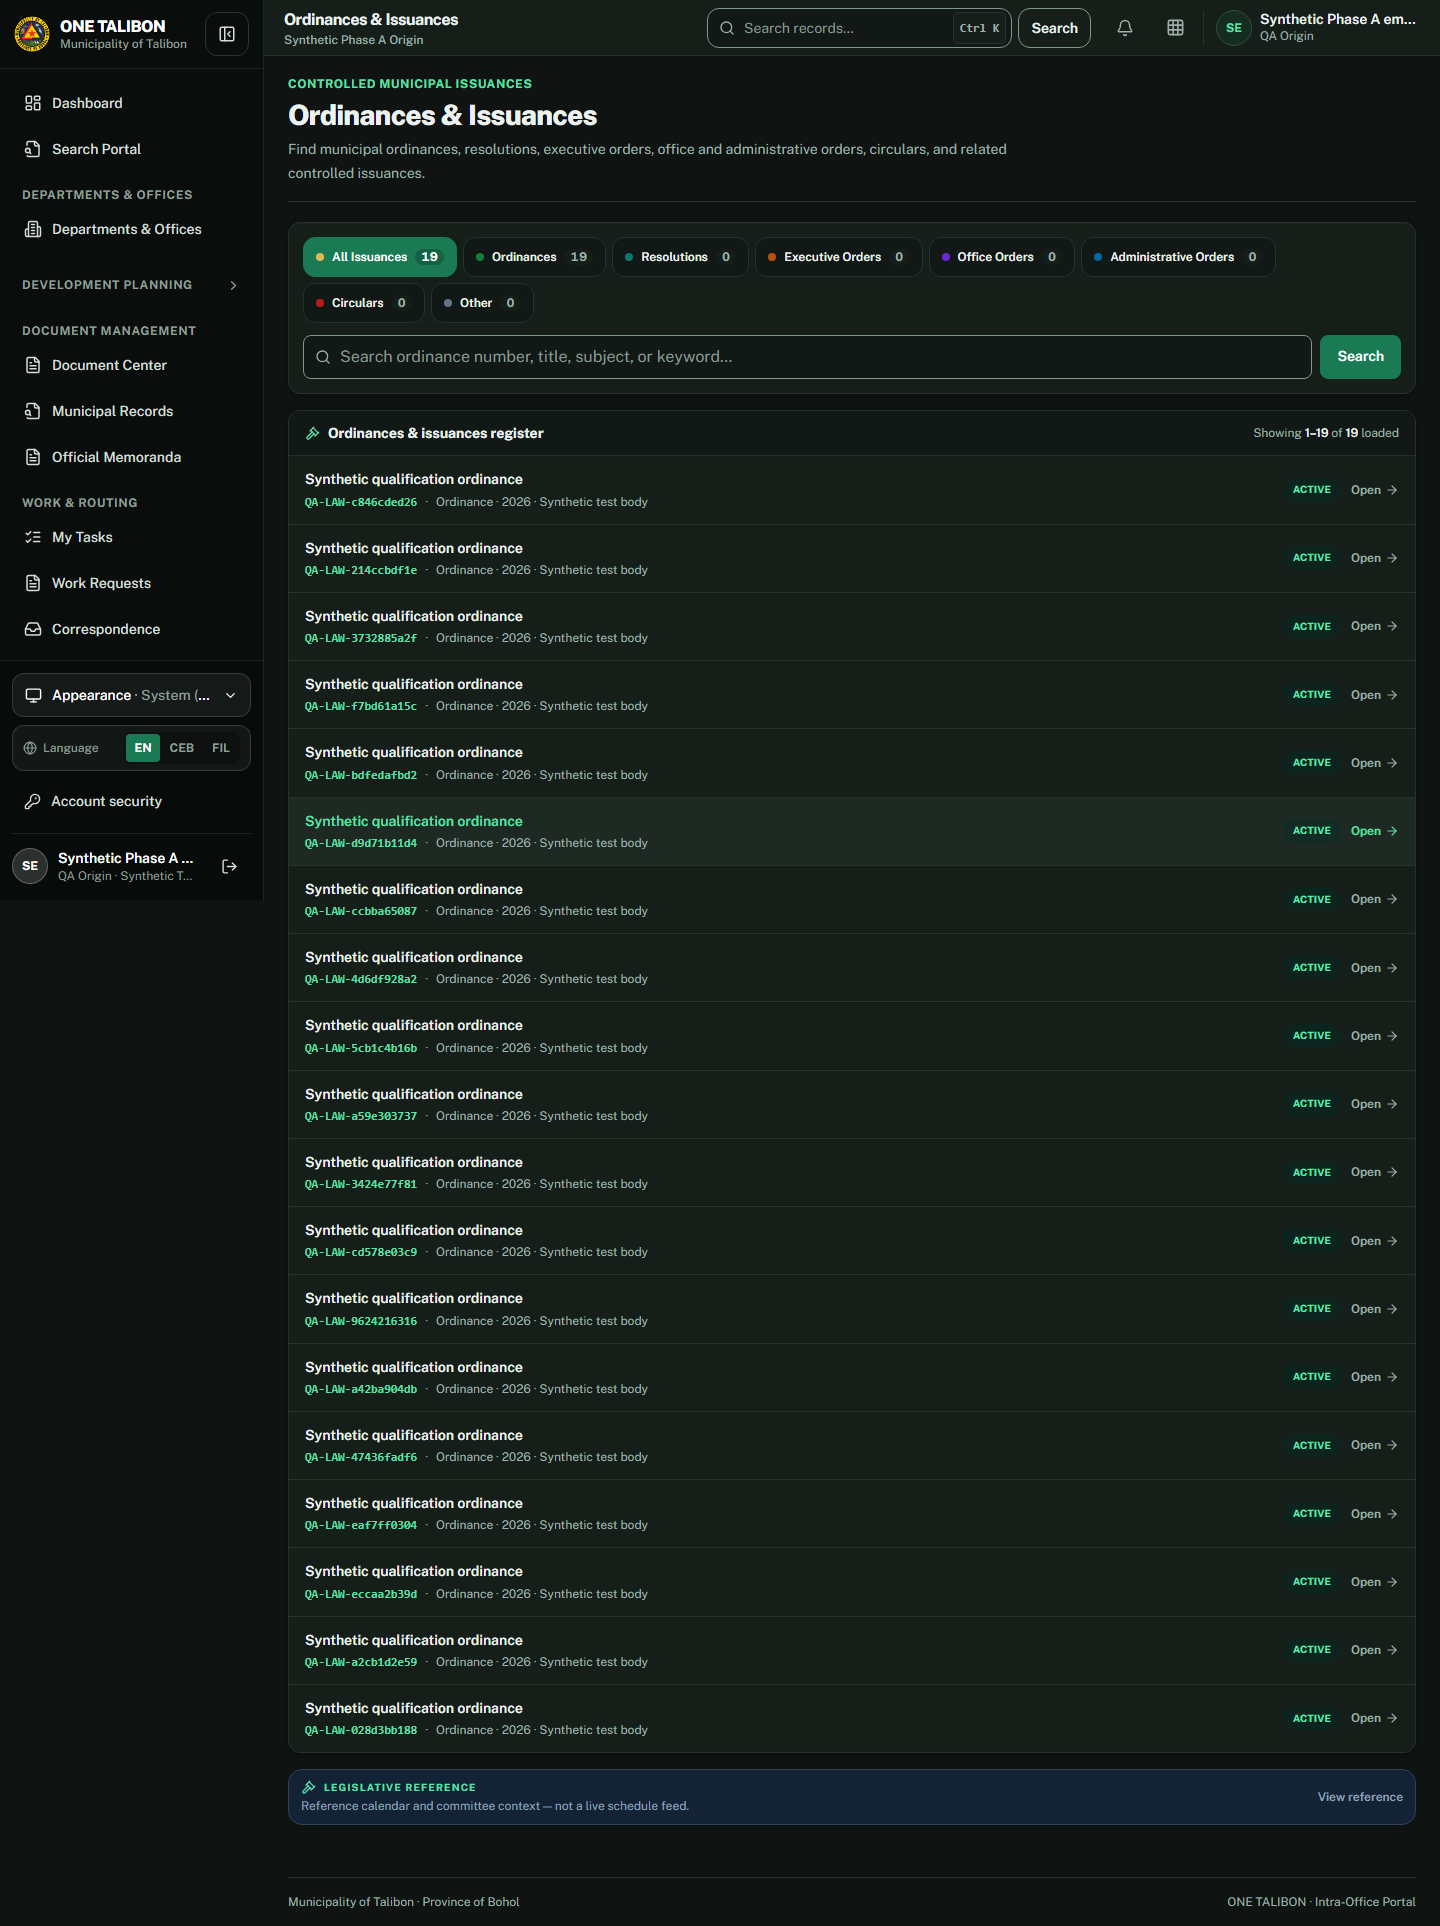 ONE TALIBON
Municipality of Talibon
Dashboard
Search Portal
DEPARTMENTS & OFFICES
Departments & Offices
DEVELOPMENT PLANNING
DOCUMENT MANAGEMENT
Document Center
Municipal Records
Official Memoranda
WORK & ROUTING
My Tasks
Work Requests
Correspondence
Appearance · System (...
Language EN CEB FIL
Account security
SE Synthetic Phase A ...
QA Origin · Synthetic T...
Ordinances & Issuances
Synthetic Phase A Origin
Search records... Ctrl K Search
SE Synthetic Phase A em...
QA Origin
CONTROLLED MUNICIPAL ISSUANCES
Ordinances & Issuances
Find municipal ordinances, resolutions, executive orders, office and administrative orders, circulars, and related
controlled issuances.
All Issuances 19 Ordinances 19 Resolutions 0 Executive Orders 0 Office Orders 0 Administrative Orders 0
Circulars 0 Other 0
Search ordinance number, title, subject, or keyword... Search
Ordinances & issuances register Showing 1–19 of 19 loaded
Synthetic qualification ordinance
QA-LAW-c846cded26 · Ordinance · 2026 · Synthetic test body ACTIVE Open →
Synthetic qualification ordinance
QA-LAW-214ccbdf1e · Ordinance · 2026 · Synthetic test body ACTIVE Open →
Synthetic qualification ordinance
QA-LAW-3732885a2f · Ordinance · 2026 · Synthetic test body ACTIVE Open →
Synthetic qualification ordinance
QA-LAW-f7bd61a15c · Ordinance · 2026 · Synthetic test body ACTIVE Open →
Synthetic qualification ordinance
QA-LAW-bdfedafbd2 · Ordinance · 2026 · Synthetic test body ACTIVE Open →
Synthetic qualification ordinance
QA-LAW-d9d71b11d4 · Ordinance · 2026 · Synthetic test body ACTIVE Open →
Synthetic qualification ordinance
QA-LAW-ccbba65087 · Ordinance · 2026 · Synthetic test body ACTIVE Open →
Synthetic qualification ordinance
QA-LAW-4d6df928a2 · Ordinance · 2026 · Synthetic test body ACTIVE Open →
Synthetic qualification ordinance
QA-LAW-5cb1c4b16b · Ordinance · 2026 · Synthetic test body ACTIVE Open →
Synthetic qualification ordinance
QA-LAW-a59e303737 · Ordinance · 2026 · Synthetic test body ACTIVE Open →
Synthetic qualification ordinance
QA-LAW-3424e77f81 · Ordinance · 2026 · Synthetic test body ACTIVE Open →
Synthetic qualification ordinance
QA-LAW-cd578e03c9 · Ordinance · 2026 · Synthetic test body ACTIVE Open →
Synthetic qualification ordinance
QA-LAW-9624216316 · Ordinance · 2026 · Synthetic test body ACTIVE Open →
Synthetic qualification ordinance
QA-LAW-a42ba904db · Ordinance · 2026 · Synthetic test body ACTIVE Open →
Synthetic qualification ordinance
QA-LAW-47436fadf6 · Ordinance · 2026 · Synthetic test body ACTIVE Open →
Synthetic qualification ordinance
QA-LAW-eaf7ff0304 · Ordinance · 2026 · Synthetic test body ACTIVE Open →
Synthetic qualification ordinance
QA-LAW-eccaa2b39d · Ordinance · 2026 · Synthetic test body ACTIVE Open →
Synthetic qualification ordinance
QA-LAW-a2cb1d2e59 · Ordinance · 2026 · Synthetic test body ACTIVE Open →
Synthetic qualification ordinance
QA-LAW-028d3bb188 · Ordinance · 2026 · Synthetic test body ACTIVE Open →
LEGISLATIVE REFERENCE
Reference calendar and committee context — not a live schedule feed. View reference
Municipality of Talibon · Province of Bohol ONE TALIBON · Intra-Office Portal